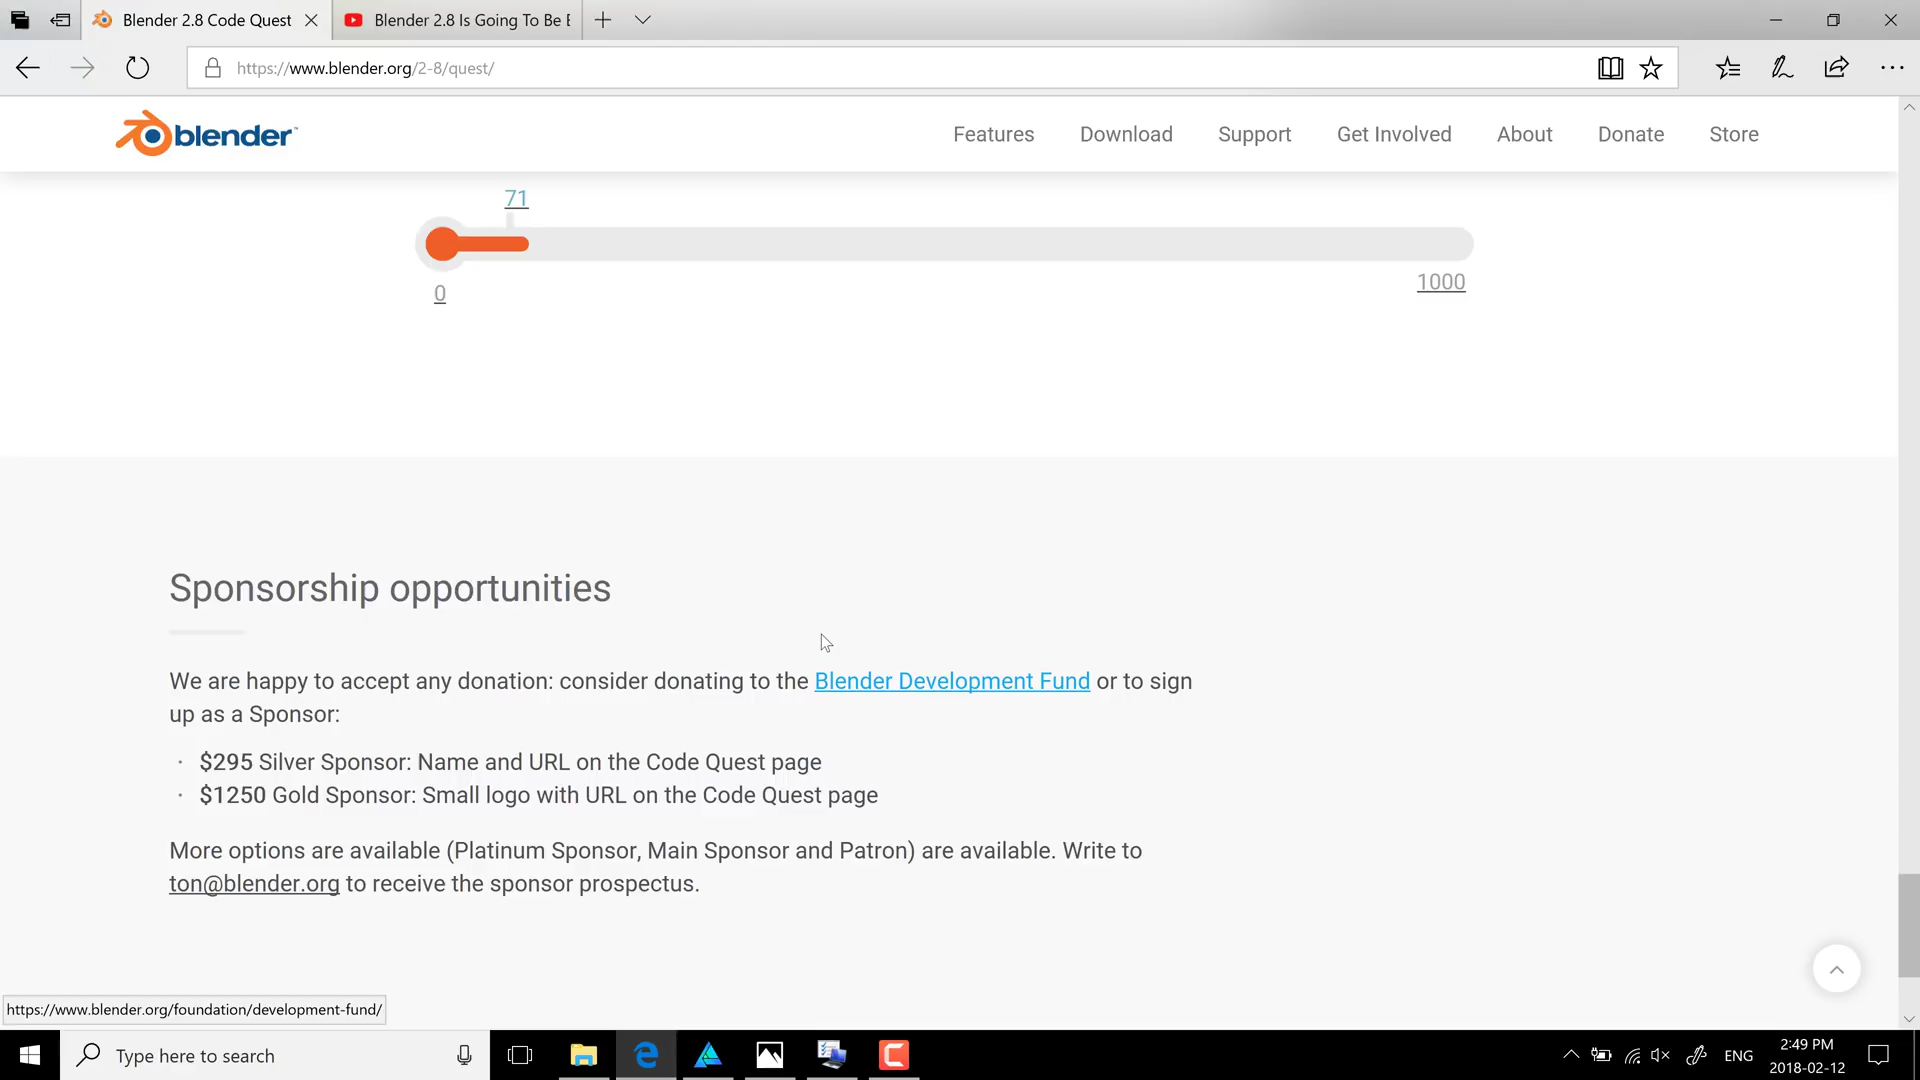 Blender 2.8 Code Quest
Blender 2.8 Is Going To Be
https://www.blender.org/2-8/quest/
blender™
Features
Download
Support
Get Involved
About
Donate
Store
71
0
1000
Sponsorship opportunities
We are happy to accept any donation: consider donating to the Blender Development Fund or to sign
up as a Sponsor:
· $295 Silver Sponsor: Name and URL on the Code Quest page
· $1250 Gold Sponsor: Small logo with URL on the Code Quest page
More options are available (Platinum Sponsor, Main Sponsor and Patron) are available. Write to
ton@blender.org to receive the sponsor prospectus.
https://www.blender.org/foundation/development-fund/
Type here to search
ENG
2:49 PM
2018-02-12